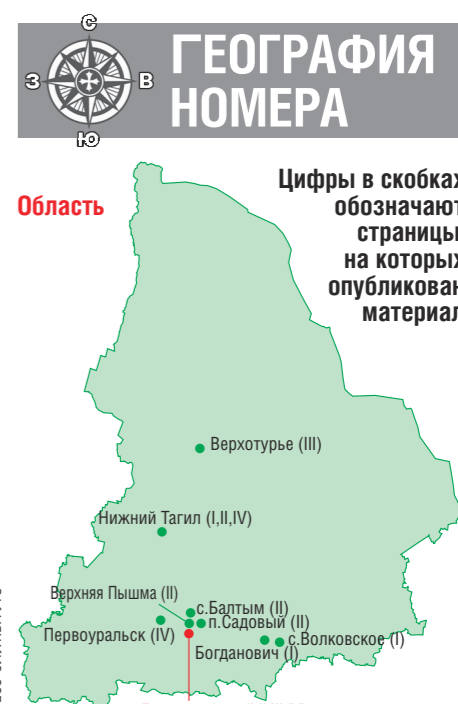 С
З В
Ю
ГЕОГРАФИЯ
НОМЕРА
Область
Цифры в скобках
обозначают
страницы
на которых
опубликован
материал
Верхотурье (III)
Нижний Тагил (I,II,IV)
Верхняя Пышма (II)
с.Балтым (II)
п.Садовый (II)
Первоуральск (IV)
с.Волковское (I)
Богданович (I)